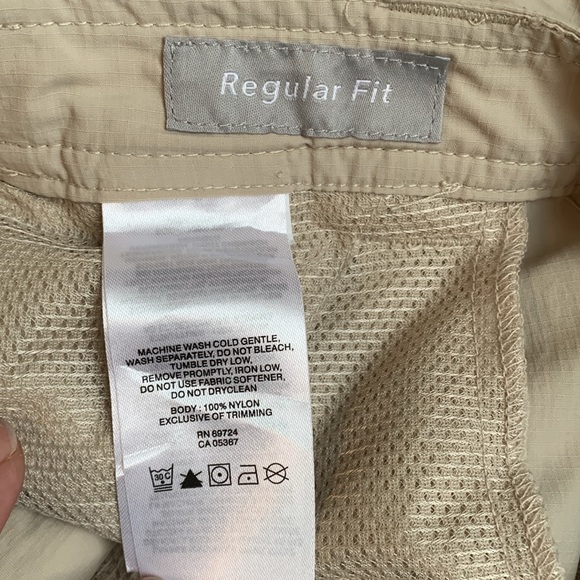 Regular Fit
MACHINE WASH COLD GENTLE,
WASH SEPARATELY, DO NOT BLEACH,
TUMBLE DRY LOW,
REMOVE PROMPTLY, IRON LOW,
DO NOT USE FABRIC SOFTENER,
DO NOT DRYCLEAN
BODY : 100% NYLON
EXCLUSIVE OF TRIMMING
RN 69724
CA 05367
30 C